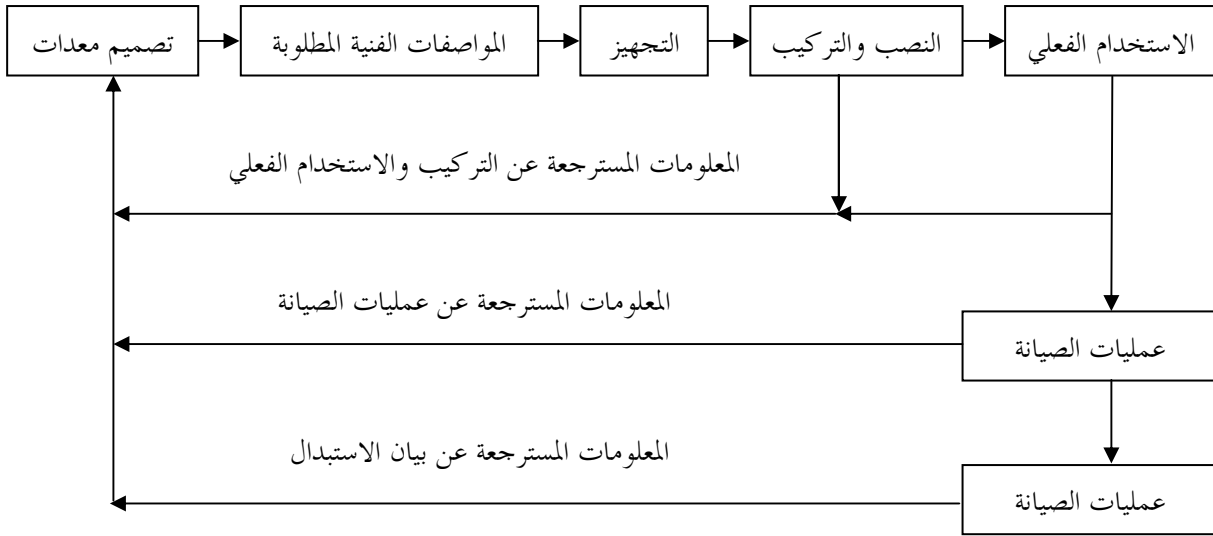 تصميم معدات
المواصفات الفنية المطلوبة
التجهيز
النصب والتركيب
الاستخدام الفعلي
المعلومات المسترجعة عن التركيب والاستخدام الفعلي
المعلومات المسترجعة عن عمليات الصيانة
عمليات الصيانة
المعلومات المسترجعة عن بيان الاستبدال
عمليات الصيانة